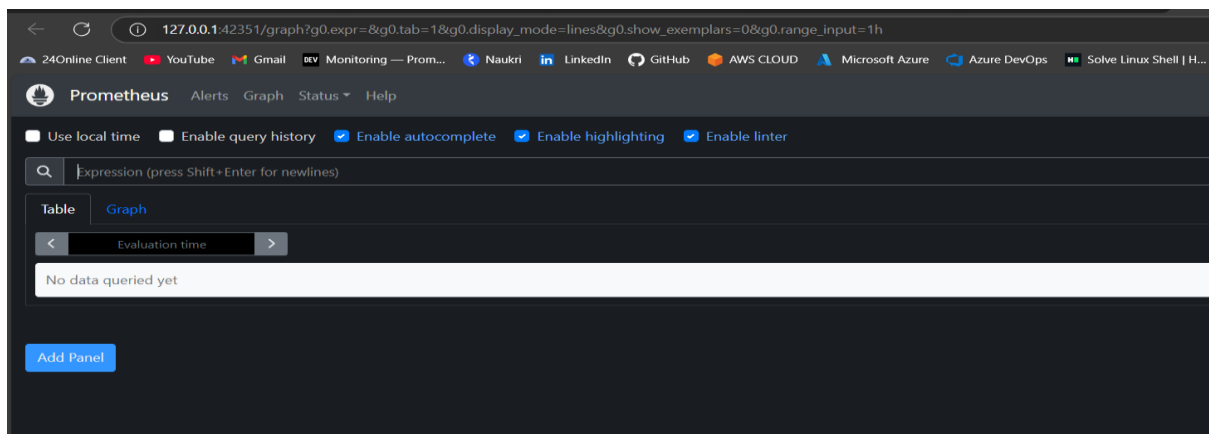 127.0.0.1:42351/graph?g0.expr=&g0.tab=1&g0.display_mode=lines&g0.show_exemplars=0&g0.range_input=1h
24Online Client YouTube Gmail DEV Monitoring — Prom... Naukri in LinkedIn GitHub AWS CLOUD Microsoft Azure Azure DevOps H Solve Linux Shell | H...
Prometheus Alerts Graph Status Help
Use local time Enable query history Enable autocomplete Enable highlighting Enable linter
Expression (press Shift+Enter for newlines)
Table Graph
< Evaluation time >
No data queried yet
Add Panel